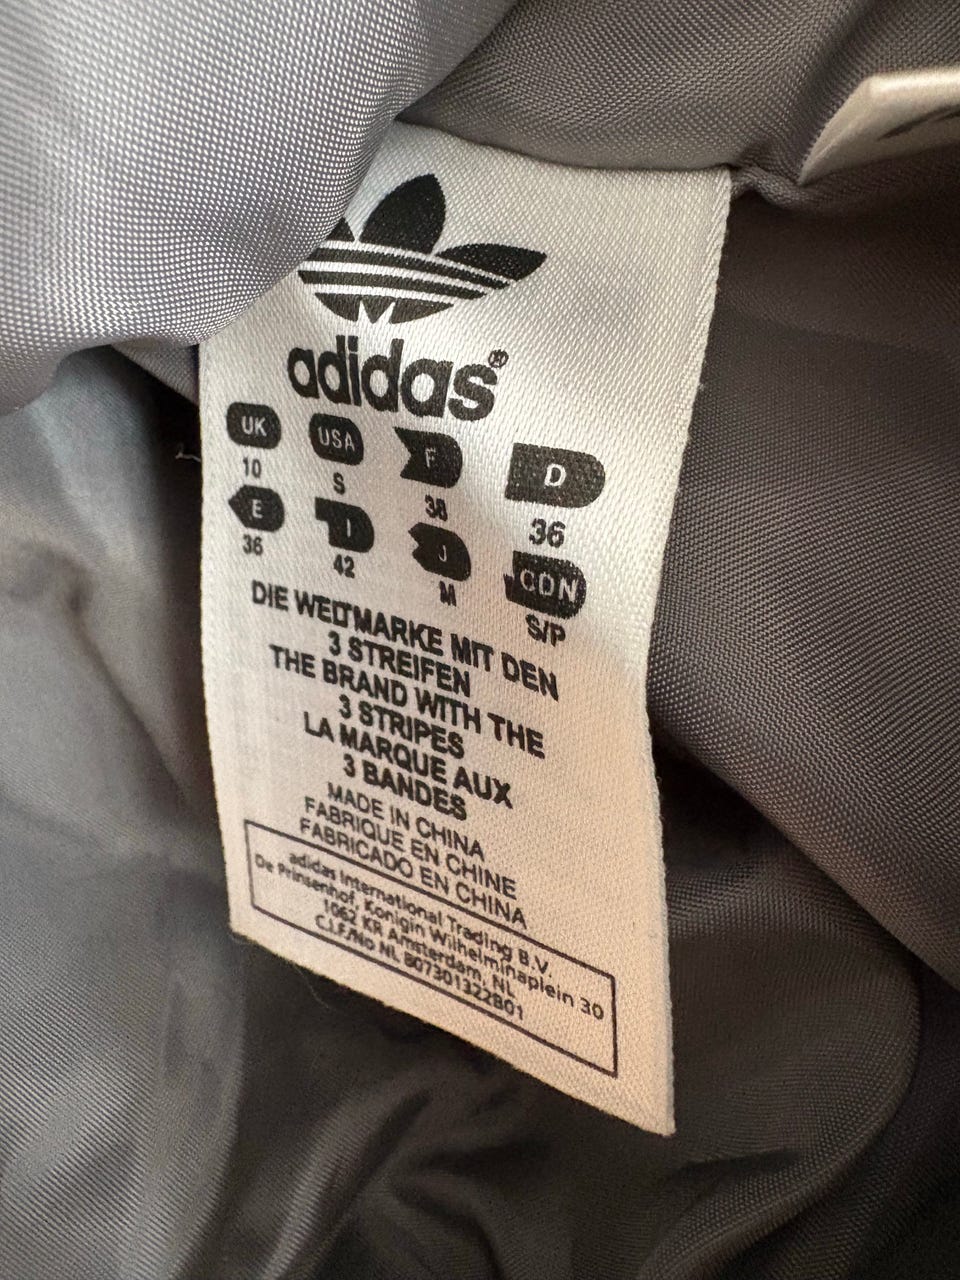 adidas®
UK USA F D
10 S 38 36
E I J CDN
36 42 M S/P
DIE WELTMARKE MIT DEN
3 STREIFEN
THE BRAND WITH THE
3 STRIPES
LA MARQUE AUX
3 BANDES
MADE IN CHINA
FABRIQUE EN CHINE
FABRICADO EN CHINA
adidas International Trading B.V.
De Prinsenhof, Konigin Wilhelminaplein 30
1062 KR Amsterdam, NL
C.I.F./No NL 807301322B01